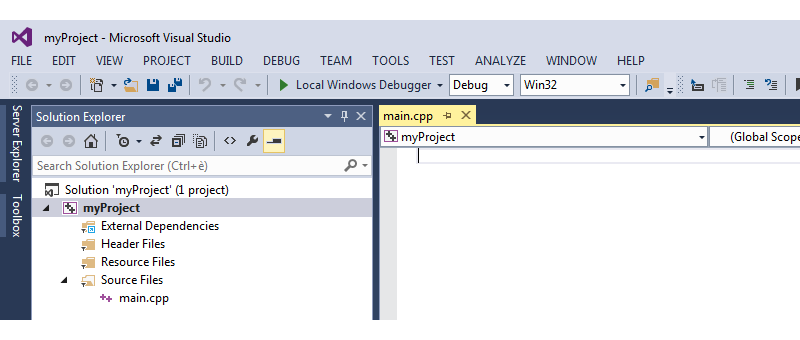 myProject - Microsoft Visual Studio
FILE EDIT VIEW PROJECT BUILD DEBUG TEAM TOOLS TEST ANALYZE WINDOW HELP
Local Windows Debugger Debug Win32
Server Explorer
Toolbox
Solution Explorer
Search Solution Explorer (Ctrl+è)
Solution 'myProject' (1 project)
myProject
External Dependencies
Header Files
Resource Files
Source Files
main.cpp
main.cpp
myProject (Global Scope